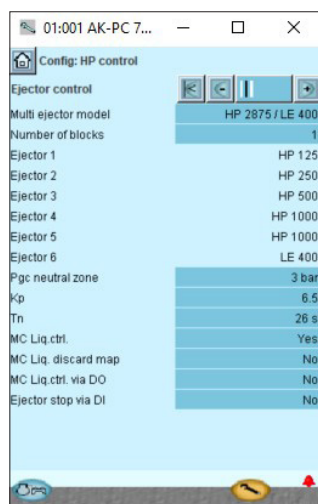 01:001 AK-PC 7...
Config: HP control
Ejector control
Multi ejector model HP 2875 / LE 400
Number of blocks 1
Ejector 1 HP 125
Ejector 2 HP 250
Ejector 3 HP 500
Ejector 4 HP 1000
Ejector 5 HP 1000
Ejector 6 LE 400
Pgc neutral zone 3 bar
Kp 6.5
Tn 26 s
MC Liq.ctrl. Yes
MC Liq. discard map No
MC Liq.ctrl. via DO No
Ejector stop via DI No